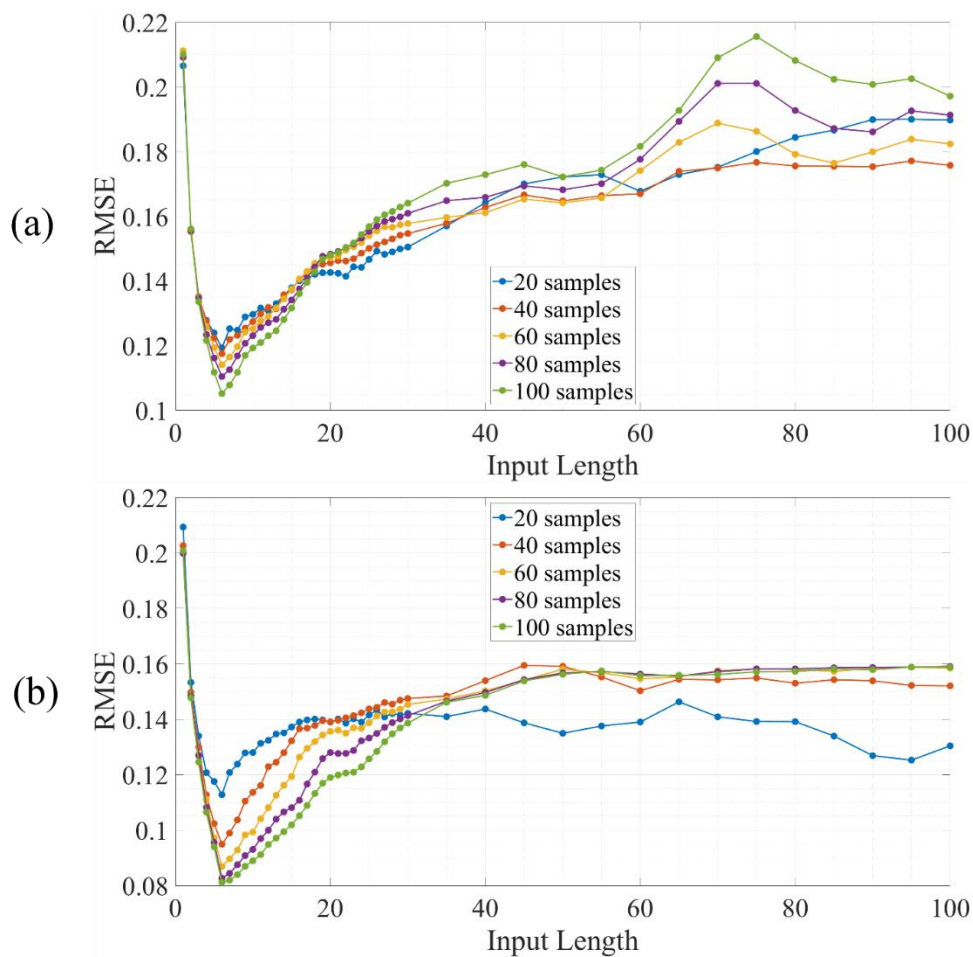 (a)
RMSE
0.22
0.2
0.18
0.16
0.14
0.12
0.1
20 samples
40 samples
60 samples
80 samples
100 samples
0 20 40 60 80 100
Input Length
(b)
RMSE
0.22
0.2
0.18
0.16
0.14
0.12
0.1
0.08
20 samples
40 samples
60 samples
80 samples
100 samples
0 20 40 60 80 100
Input Length